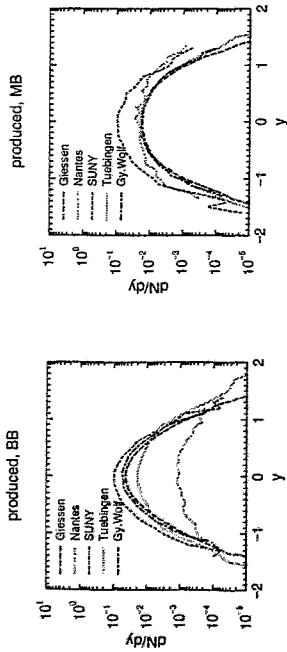 produced, BB
10¹
10⁰
10⁻¹
10⁻²
10⁻³
10⁻⁴
10⁻⁵
dN/dy
Giessen
Nantes
SUNY
Tuebingen
Gy.Wolf
-2
-1
0
1
2
y
produced, MB
10¹
10⁰
10⁻¹
10⁻²
10⁻³
10⁻⁴
10⁻⁵
dN/dy
Giessen
Nantes
SUNY
Tuebingen
Gy.Wolf
-2
-1
0
1
2
y